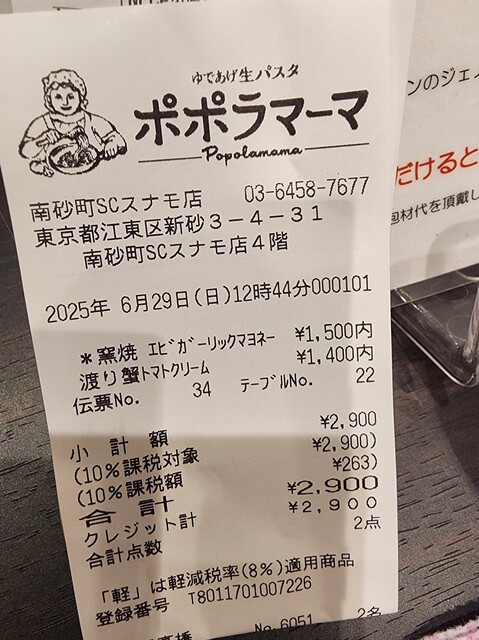 ゆであげ生パスタ
ポポラマーマ
Popolamama
南砂町SCスナモ店 03-6458-7677
東京都江東区新砂3-4-31
南砂町SCスナモ店4階
2025年 6月29日(日)12時44分000101
*窯焼 エビガーリックマヨネー ¥1,500内
渡り蟹トマトクリーム ¥1,400内
伝票No. 34 テーブルNo. 22
小計額 ¥2,900
(10%課税対象 ¥2,900)
(10%課税額 ¥263)
合計 ¥2,900
クレジット計 ¥2,900
合計点数 2点
「軽」は軽減税率(8%)適用商品
登録番号 T8011701007226
No.6051 2名
ンのジェ
だけると
包材代を頂戴し